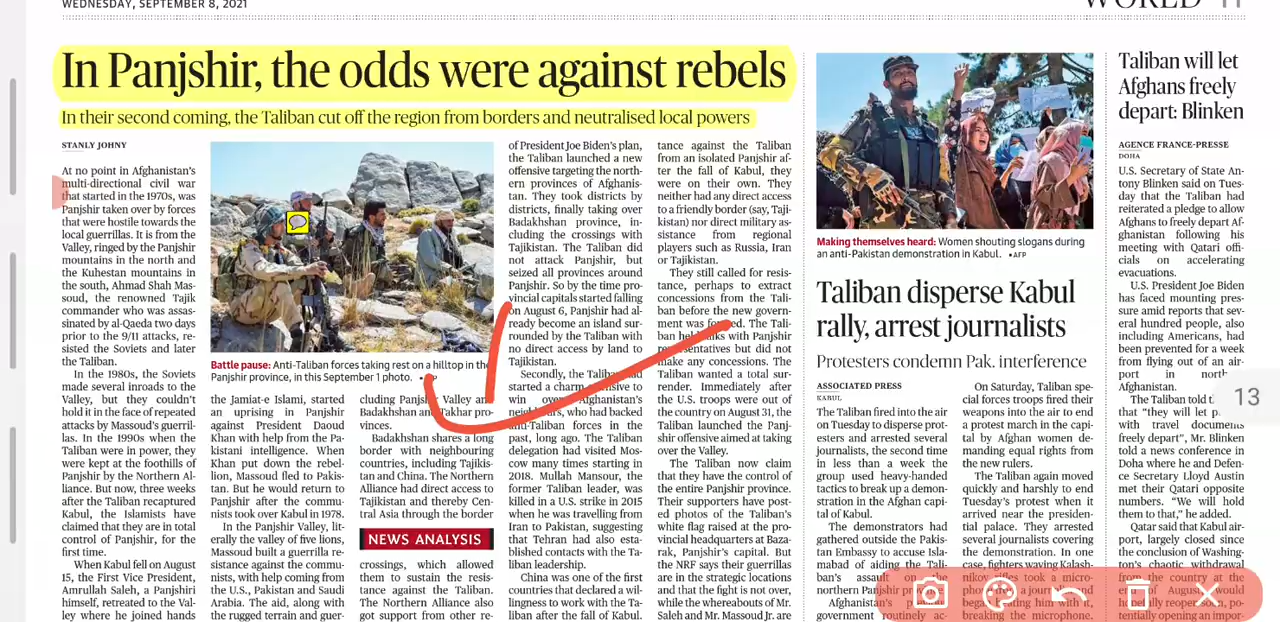 WEDNESDAY, SEPTEMBER 8, 2021
WORLD 11
In Panjshir, the odds were against rebels
In their second coming, the Taliban cut off the region from borders and neutralised local powers
STANLY JOHNY
At no point in Afghanistan's
multi-directional civil war
that started in the 1970s, was
Panjshir taken over by forces
that were hostile towards the
local guerrillas. It is from the
Valley, ringed by the Panjshir
mountains in the north and
the Kuhestan mountains in
the south, Ahmad Shah Mas-
soud, the renowned Tajik
commander who was assas-
sinated by al-Qaeda two days
prior to the 9/11 attacks, re-
sisted the Soviets and later
the Taliban.
In the 1980s, the Soviets
made several inroads to the
Valley, but they couldn't
hold it in the face of repeated
attacks by Massoud's guerril-
las. In the 1990s when the
Taliban were in power, they
were kept at the foothills of
Panjshir by the Northern Al-
liance. But now, three weeks
after the Taliban recaptured
Kabul, the Islamists have
claimed that they are in total
control of Panjshir, for the
first time.
When Kabul fell on August
15, the First Vice President,
Amrullah Saleh, a Panjshiri
himself, retreated to the Val-
ley where he joined hands
Battle pause: Anti-Taliban forces taking rest on a hilltop in the
Panjshir province, in this September 1 photo.
the Jamiat-e Islami, started
an uprising in Panjshir
against President Daoud
Khan with help from the Pa-
kistani intelligence. When
Khan put down the rebel-
lion, Massoud fled to Pakis-
tan. But he would return to
Panjshir after the commu-
nists took over Kabul in 1978.
In the Panjshir Valley, lit-
erally the valley of five lions,
Massoud built a guerrilla re-
sistance against the commu-
nists, with help coming from
the U.S., Pakistan and Saudi
Arabia. The aid, along with
the rugged terrain and guer-
cluding Panjshir Valley and
Badakhshan and Takhar pro-
vinces.
Badakhshan shares a long
border with neighbouring
countries, including Tajikis-
tan and China. The Northern
Alliance had direct access to
Tajikistan and thereby Cen-
tral Asia through the border
NEWS ANALYSIS
crossings, which allowed
them to sustain the resis-
tance against the Taliban.
The Northern Alliance also
got support from other re-
of President Joe Biden's plan,
the Taliban launched a new
offensive targeting the north-
ern provinces of Afghanis-
tan. They took districts by
districts, finally taking over
Badakhshan province, in-
cluding the crossings with
Tajikistan. The Taliban did
not attack Panjshir, but
seized all provinces around
Panjshir. So by the time pro-
vincial capitals started falling
on August 6, Panjshir had al-
ready become an island sur-
rounded by the Taliban with
no direct access by land to
Tajikistan.
Secondly, the Taliban had
started a charm offensive to
win over Afghanistan's
neighbours, who had backed
anti-Taliban forces in the
past, long ago. The Taliban
delegation had visited Mos-
cow many times starting in
2018. Mullah Mansour, the
former Taliban leader, was
killed in a U.S. strike in 2015
when he was travelling from
Iran to Pakistan, suggesting
that Tehran had also esta-
blished contacts with the Ta-
liban leadership.
China was one of the first
countries that declared a wil-
lingness to work with the Ta-
liban after the fall of Kabul.
tance against the Taliban
from an isolated Panjshir af-
ter the fall of Kabul, they
were on their own. They
neither had any direct access
to a friendly border (say, Taji-
kistan) nor direct military as-
sistance from regional
players such as Russia, Iran
or Tajikistan.
They still called for resis-
tance, perhaps to extract
concessions from the Tali-
ban before the new govern-
ment was formed. The Tali-
ban held talks with Panjshir
representatives but did not
make any concessions. The
Taliban wanted a total sur-
render. Immediately after
the U.S. troops were out of
the country on August 31, the
Taliban launched the Panj-
shir offensive aimed at taking
over the Valley.
The Taliban now claim
that they have the control of
the entire Panjshir province.
Their supporters have post-
ed photos of the Taliban's
white flag raised at the pro-
vincial headquarters at Baza-
rak, Panjshir's capital. But
the NRF says their guerrillas
are in the strategic locations
and that the fight is not over,
while the whereabouts of Mr.
Saleh and Mr. Massoud Jr. are
Making themselves heard: Women shouting slogans during
an anti-Pakistan demonstration in Kabul. •AFP
Taliban disperse Kabul
rally, arrest journalists
Protesters condemn Pak. interference
ASSOCIATED PRESS
KABUL
The Taliban fired into the air
on Tuesday to disperse prot-
esters and arrested several
journalists, the second time
in less than a week the
group used heavy-handed
tactics to break up a demon-
stration in the Afghan capi-
tal of Kabul.
The demonstrators had
gathered outside the Pakis-
tan Embassy to accuse Isla-
mabad of aiding the Tali-
ban's assault on the
northern Panjshir province.
Afghanistan's
government routinely ac-
On Saturday, Taliban spe-
cial forces troops fired their
weapons into the air to end
a protest march in the capi-
tal by Afghan women de-
manding equal rights from
the new rulers.
The Taliban again moved
quickly and harshly to end
Tuesday's protest when it
arrived near the presiden-
tial palace. They arrested
several journalists covering
the demonstration. In one
case, fighters waving Kalash-
nikov rifles took a micro-
phone from a journalist and
began beating him with it,
breaking the microphone.
Taliban will let
Afghans freely
depart: Blinken
AGENCE FRANCE-PRESSE
DOHA
U.S. Secretary of State An-
tony Blinken said on Tues-
day that the Taliban had
reiterated a pledge to allow
Afghans to freely depart Af-
ghanistan following his
meeting with Qatari offi-
cials on accelerating
evacuations.
U.S. President Joe Biden
has faced mounting pres-
sure amid reports that sev-
eral hundred people, also
including Americans, had
been prevented for a week
from flying out of an air-
port in north
Afghanistan.
The Taliban told
that "they will let
with travel documents
freely depart", Mr. Blinken
told a news conference in
Doha where he and Defen-
ce Secretary Lloyd Austin
met their Qatari opposite
numbers. "We will hold
them to that," he added.
Qatar said that Kabul air-
port, largely closed since
the conclusion of Washing-
ton's chaotic withdrawal
from the country at the
end of August, would
hopefully reopen soon, po-
tentially opening an impor-
13